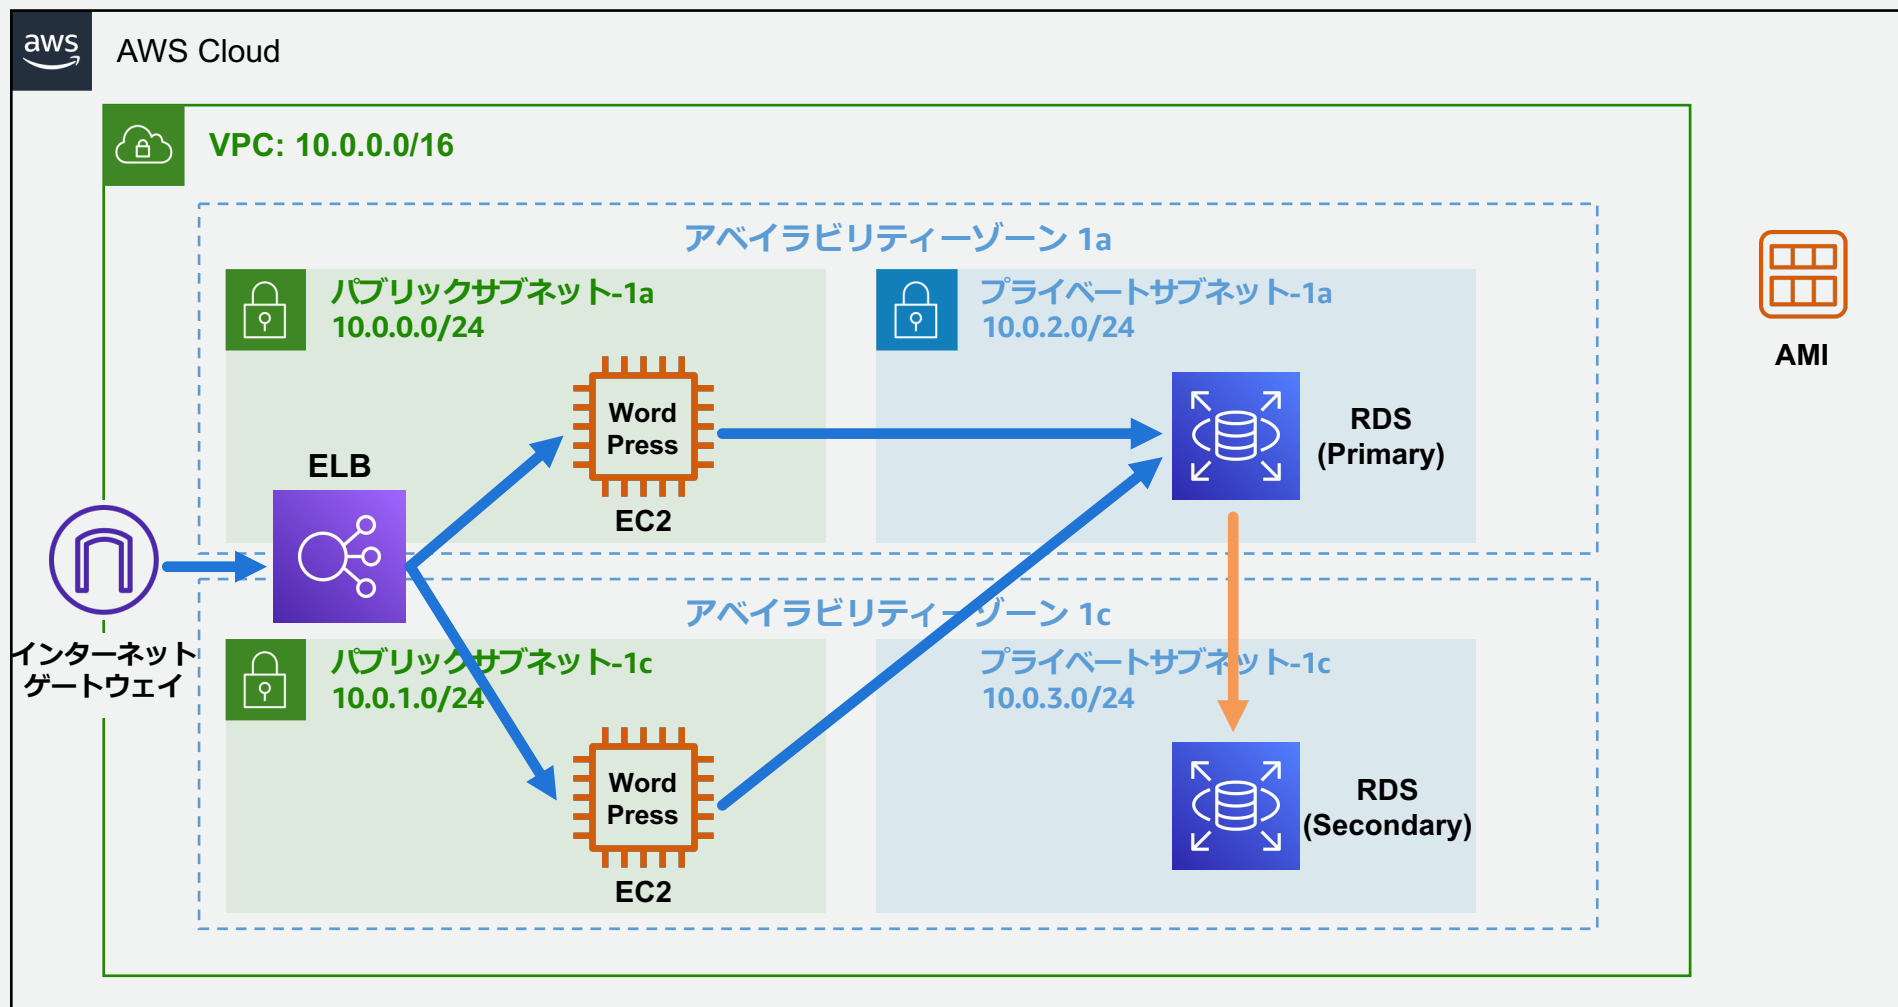 aws
AWS Cloud
VPC: 10.0.0.0/16
アベイラビリティーゾーン 1a
パブリックサブネット-1a
10.0.0.0/24
プライベートサブネット-1a
10.0.2.0/24
AMI
Word
Press
EC2
RDS
(Primary)
ELB
インターネット
ゲートウェイ
アベイラビリティーゾーン 1c
パブリックサブネット-1c
10.0.1.0/24
プライベートサブネット-1c
10.0.3.0/24
Word
Press
EC2
RDS
(Secondary)